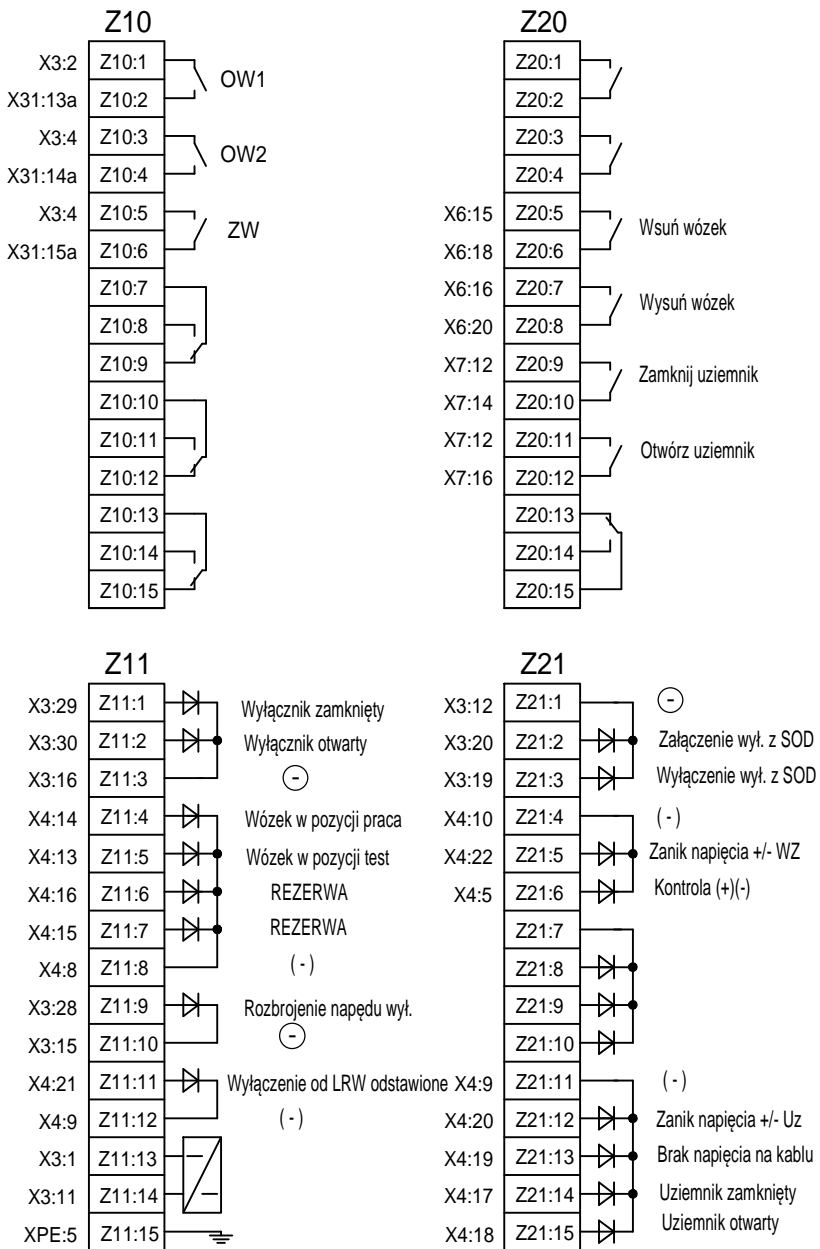 Z10
X3:2 Z10:1
OW1
X31:13a Z10:2
X3:4 Z10:3
OW2
X31:14a Z10:4
X3:4 Z10:5
ZW
X31:15a Z10:6
Z10:7
Z10:8
Z10:9
Z10:10
Z10:11
Z10:12
Z10:13
Z10:14
Z10:15
Z20
Z20:1
Z20:2
Z20:3
Z20:4
X6:15 Z20:5
Wsuń wózek
X6:18 Z20:6
X6:16 Z20:7
Wysuń wózek
X6:20 Z20:8
X7:12 Z20:9
Zamknij uziemnik
X7:14 Z20:10
X7:12 Z20:11
Otwórz uziemnik
X7:16 Z20:12
Z20:13
Z20:14
Z20:15
Z11
X3:29 Z11:1 Wyłącznik zamknięty
X3:30 Z11:2 Wyłącznik otwarty
X3:16 Z11:3 -
X4:14 Z11:4 Wózek w pozycji praca
X4:13 Z11:5 Wózek w pozycji test
X4:16 Z11:6 REZERWA
X4:15 Z11:7 REZERWA
X4:8 Z11:8 ( - )
X3:28 Z11:9 Rozbrojenie napędu wył.
X3:15 Z11:10 -
X4:21 Z11:11 Wyłączenie od LRW odstawione
X4:9 Z11:12 ( - )
X3:1 Z11:13
X3:11 Z11:14
XPE:5 Z11:15
Z21
X3:12 Z21:1 -
X3:20 Z21:2 Załączenie wył. z SOD
X3:19 Z21:3 Wyłączenie wył. z SOD
X4:10 Z21:4 ( - )
X4:22 Z21:5 Zanik napięcia +/- WZ
X4:5 Z21:6 Kontrola (+)(-)
Z21:7
Z21:8
Z21:9
Z21:10
X4:9 Z21:11 ( - )
X4:20 Z21:12 Zanik napięcia +/- Uz
X4:19 Z21:13 Brak napięcia na kablu
X4:17 Z21:14 Uziemnik zamknięty
X4:18 Z21:15 Uziemnik otwarty